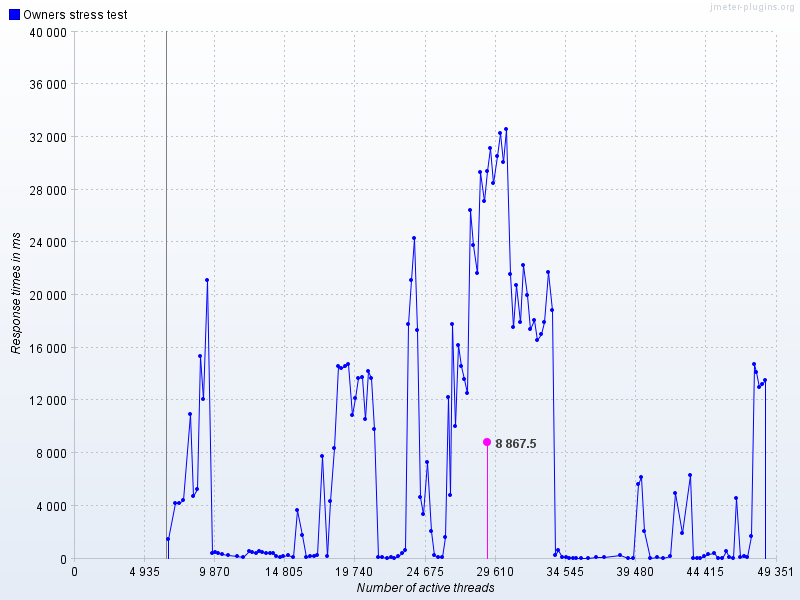 jmeter-plugins.org
Owners stress test
40 000
36 000
32 000
28 000
24 000
20 000
16 000
12 000
8 000
4 000
0
Response times in ms
8 867.5
0 4 935 9 870 14 805 19 740 24 675 29 610 34 545 39 480 44 415 49 351
Number of active threads